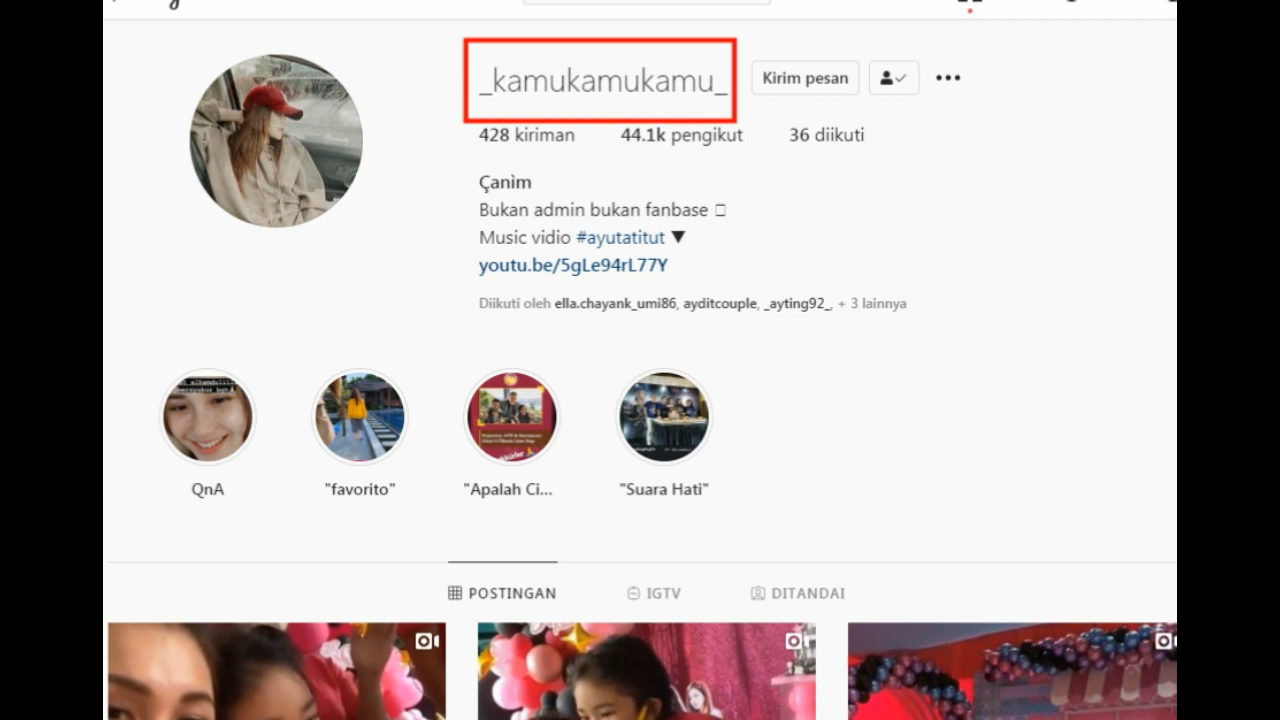 _kamukamukamu_ Kirim pesan
428 kiriman 44.1k pengikut 36 diikuti
Çanìm
Bukan admin bukan fanbase
Music vidio #ayutatitut ▼
youtu.be/5gLe94rL77Y
Diikuti oleh ella.chayank_umi86, ayditcouple, _ayting92_, + 3 lainnya
QnA "favorito" "Apalah Ci... "Suara Hati"
POSTINGAN IGTV DITANDAI